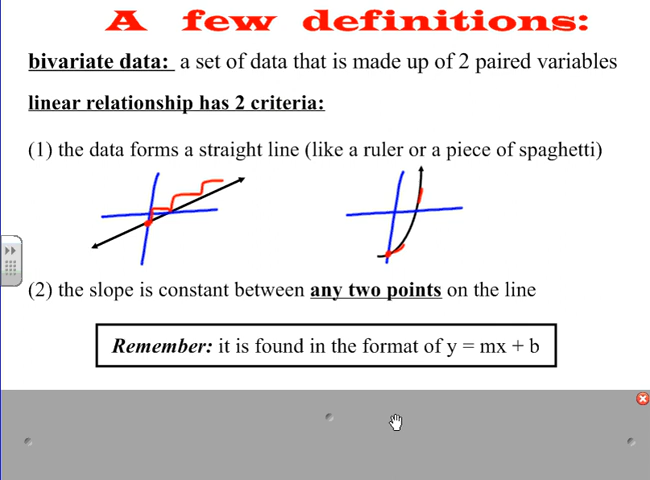 A few definitions:
bivariate data: a set of data that is made up of 2 paired variables
linear relationship has 2 criteria:
(1) the data forms a straight line (like a ruler or a piece of spaghetti)
(2) the slope is constant between any two points on the line
Remember: it is found in the format of y = mx + b